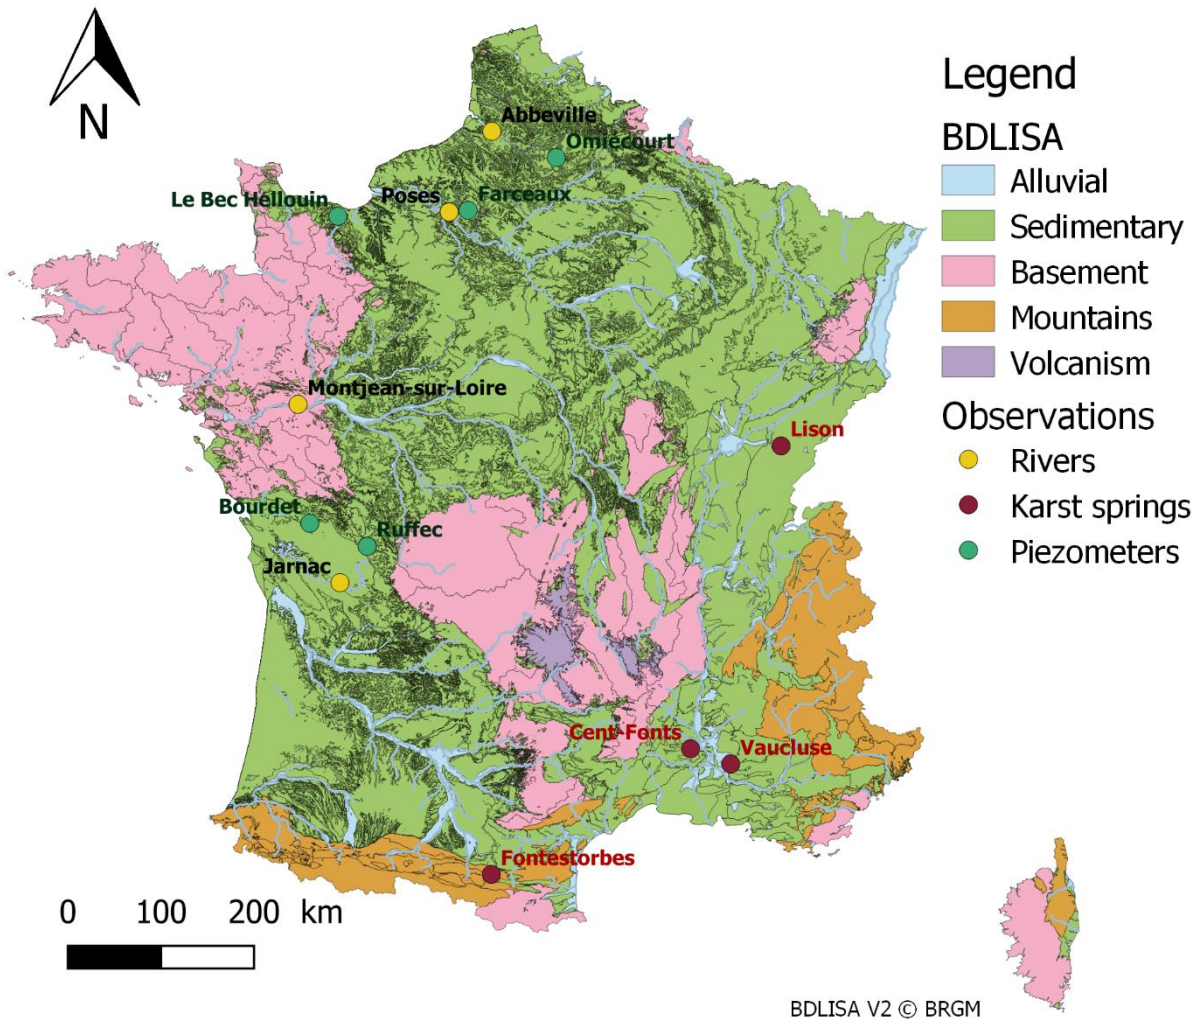 N
Abbeville
Omiécourt
Le Bec Hellouin
Poses
Farceaux
Montjean-sur-Loire
Lison
Bourdet
Ruffec
Jarnac
Cent-Fonts
Vaucluse
Fontestorbes
Legend
BDLISA
Alluvial
Sedimentary
Basement
Mountains
Volcanism
Observations
Rivers
Karst springs
Piezometers
0 100 200 km
BDLISA V2 © BRGM